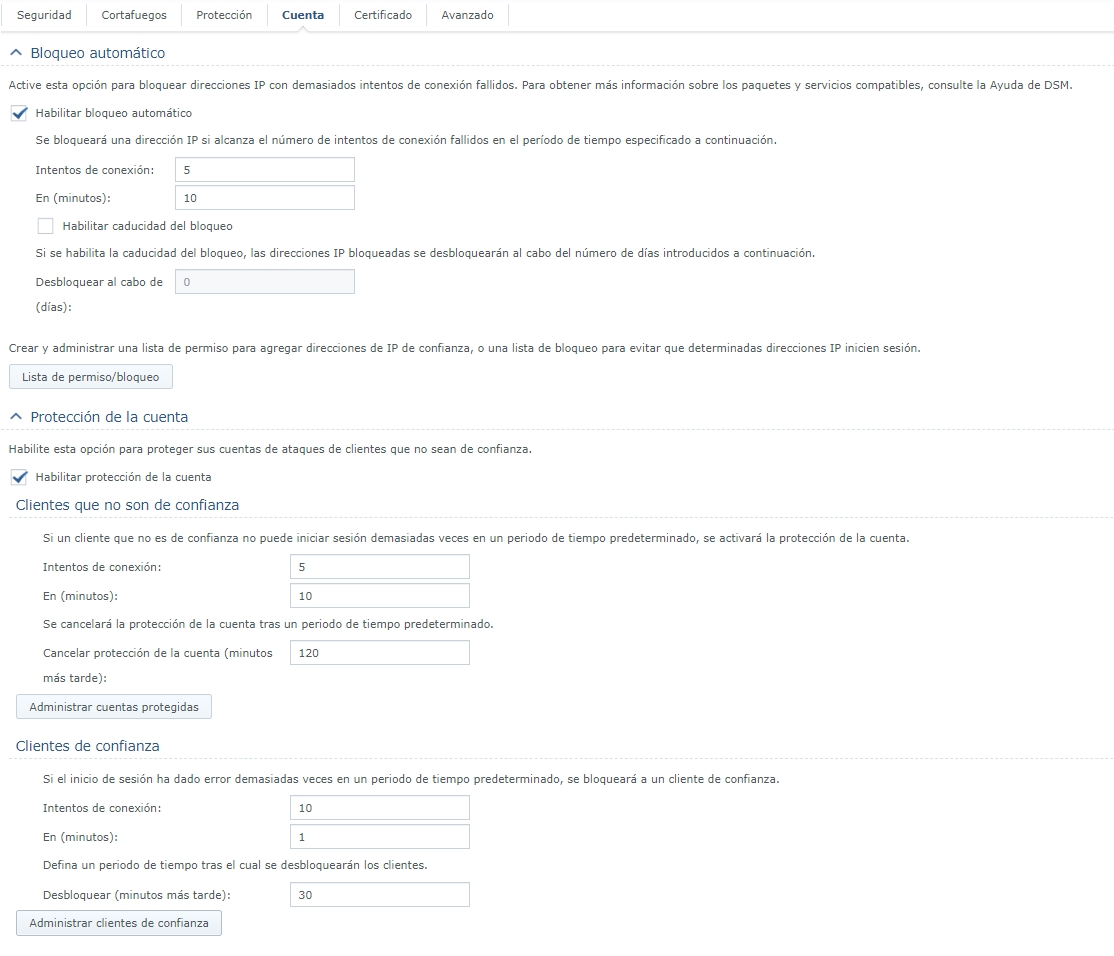 Seguridad Cortafuegos Protección Cuenta Certificado Avanzado
Bloqueo automático
Active esta opción para bloquear direcciones IP con demasiados intentos de conexión fallidos. Para obtener más información sobre los paquetes y servicios compatibles, consulte la Ayuda de DSM.
Habilitar bloqueo automático
Se bloqueará una dirección IP si alcanza el número de intentos de conexión fallidos en el período de tiempo especificado a continuación.
Intentos de conexión: 5
En (minutos): 10
Habilitar caducidad del bloqueo
Si se habilita la caducidad del bloqueo, las direcciones IP bloqueadas se desbloquearán al cabo del número de días introducidos a continuación.
Desbloquear al cabo de 0
(días):
Crear y administrar una lista de permiso para agregar direcciones de IP de confianza, o una lista de bloqueo para evitar que determinadas direcciones IP inicien sesión.
Lista de permiso/bloqueo
Protección de la cuenta
Habilite esta opción para proteger sus cuentas de ataques de clientes que no sean de confianza.
Habilitar protección de la cuenta
Clientes que no son de confianza
Si un cliente que no es de confianza no puede iniciar sesión demasiadas veces en un periodo de tiempo predeterminado, se activará la protección de la cuenta.
Intentos de conexión: 5
En (minutos): 10
Se cancelará la protección de la cuenta tras un periodo de tiempo predeterminado.
Cancelar protección de la cuenta (minutos 120
más tarde):
Administrar cuentas protegidas
Clientes de confianza
Si el inicio de sesión ha dado error demasiadas veces en un periodo de tiempo predeterminado, se bloqueará a un cliente de confianza.
Intentos de conexión: 10
En (minutos): 1
Defina un periodo de tiempo tras el cual se desbloquearán los clientes.
Desbloquear (minutos más tarde): 30
Administrar clientes de confianza